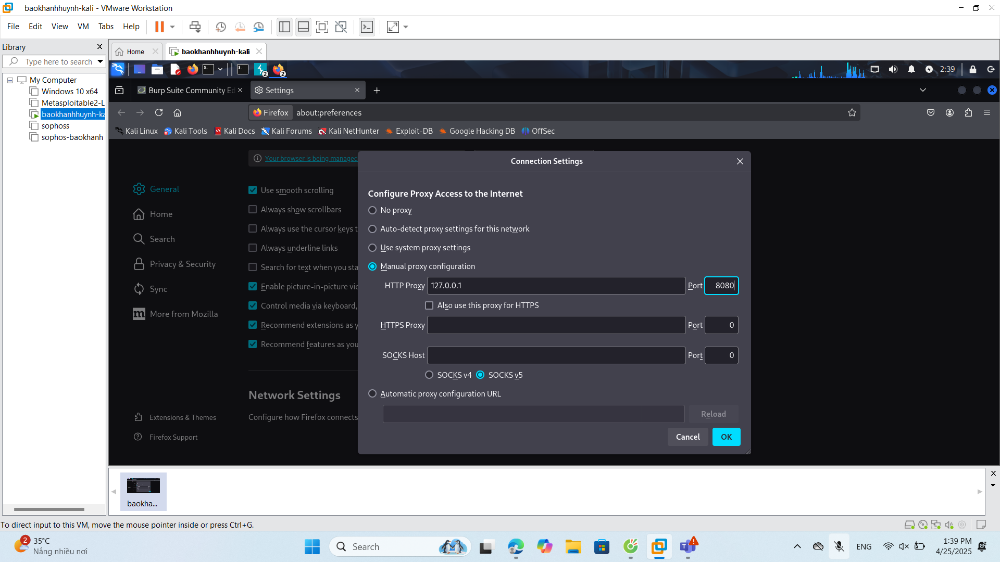 baokhanhhuynh-kali - VMware Workstation
File Edit View VM Tabs Help
Library
Home
baokhanhhuynh-kali
Type here to search
My Computer
Windows 10 x64
Metasploitable2-L
baokhanhhuynh-ka
sophoss
sophos-baokhanh
2
2
2:39
Burp Suite Community Ed
Settings
Firefox about:preferences
Kali Linux Kali Tools Kali Docs Kali Forums Kali NetHunter Exploit-DB Google Hacking DB OffSec
Your browser is being managed
General
Home
Search
Privacy & Security
Sync
More from Mozilla
Extensions & Themes
Firefox Support
Use smooth scrolling
Always show scrollbars
Always use the cursor keys t
Always underline links
Search for text when you sta
Enable picture-in-picture vid
Control media via keyboard,
Recommend extensions as y
Recommend features as you
Network Settings
Configure how Firefox connects
Connection Settings
Configure Proxy Access to the Internet
No proxy
Auto-detect proxy settings for this network
Use system proxy settings
Manual proxy configuration
HTTP Proxy 127.0.0.1 Port 8080
Also use this proxy for HTTPS
HTTPS Proxy Port 0
SOCKS Host Port 0
SOCKS v4 SOCKS v5
Automatic proxy configuration URL
Reload
Cancel OK
baokha...
To direct input to this VM, move the mouse pointer inside or press Ctrl+G.
2
35°C
Nắng nhiều nơi
Search
ENG
1:39 PM
4/25/2025